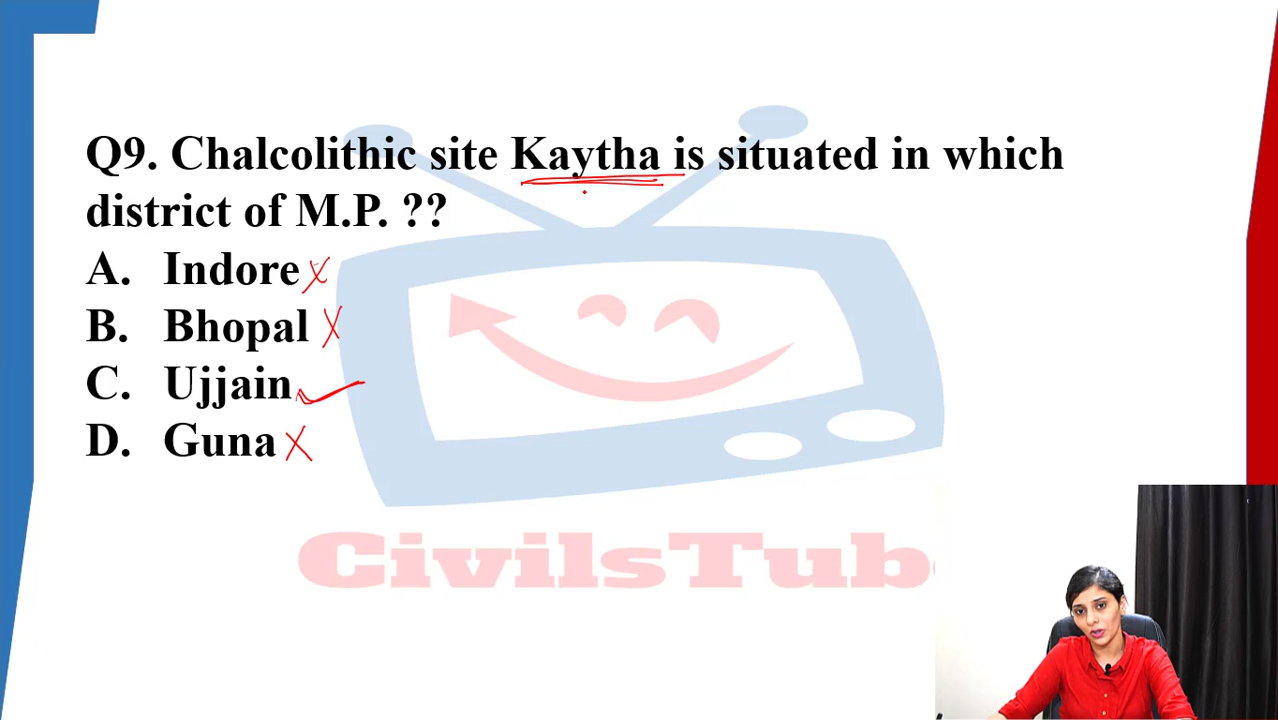 Q9. Chalcolithic site Kaytha is situated in which
district of M.P. ??
A. Indore
B. Bhopal
C. Ujjain
D. Guna
CivilsTub